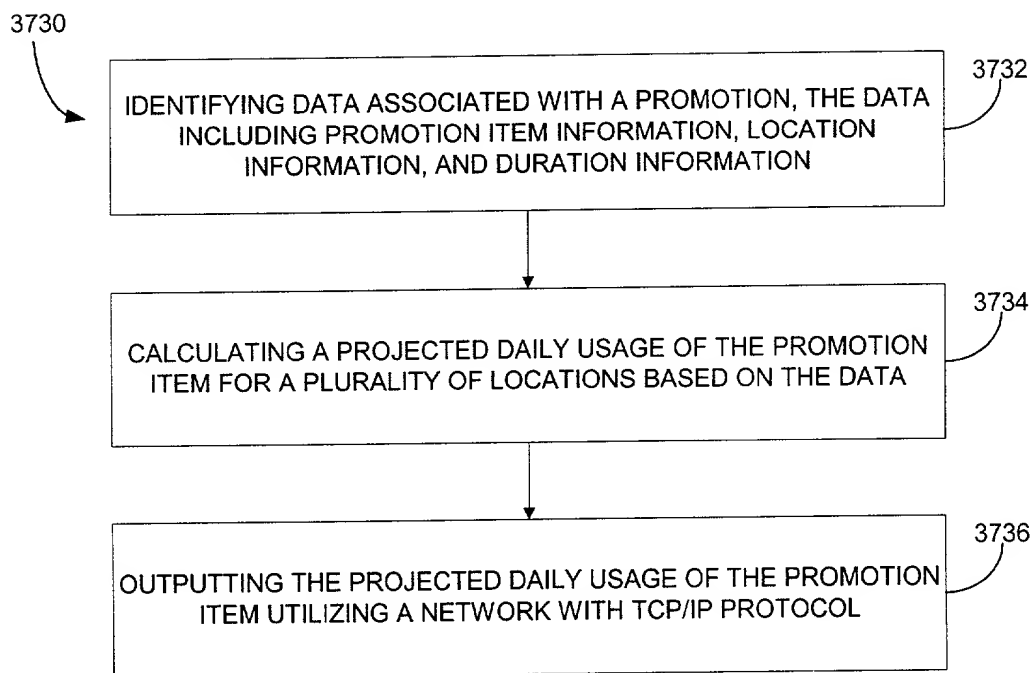 3730
3732
IDENTIFYING DATA ASSOCIATED WITH A PROMOTION, THE DATA
INCLUDING PROMOTION ITEM INFORMATION, LOCATION
INFORMATION, AND DURATION INFORMATION
3734
CALCULATING A PROJECTED DAILY USAGE OF THE PROMOTION
ITEM FOR A PLURALITY OF LOCATIONS BASED ON THE DATA
3736
OUTPUTTING THE PROJECTED DAILY USAGE OF THE PROMOTION
ITEM UTILIZING A NETWORK WITH TCP/IP PROTOCOL